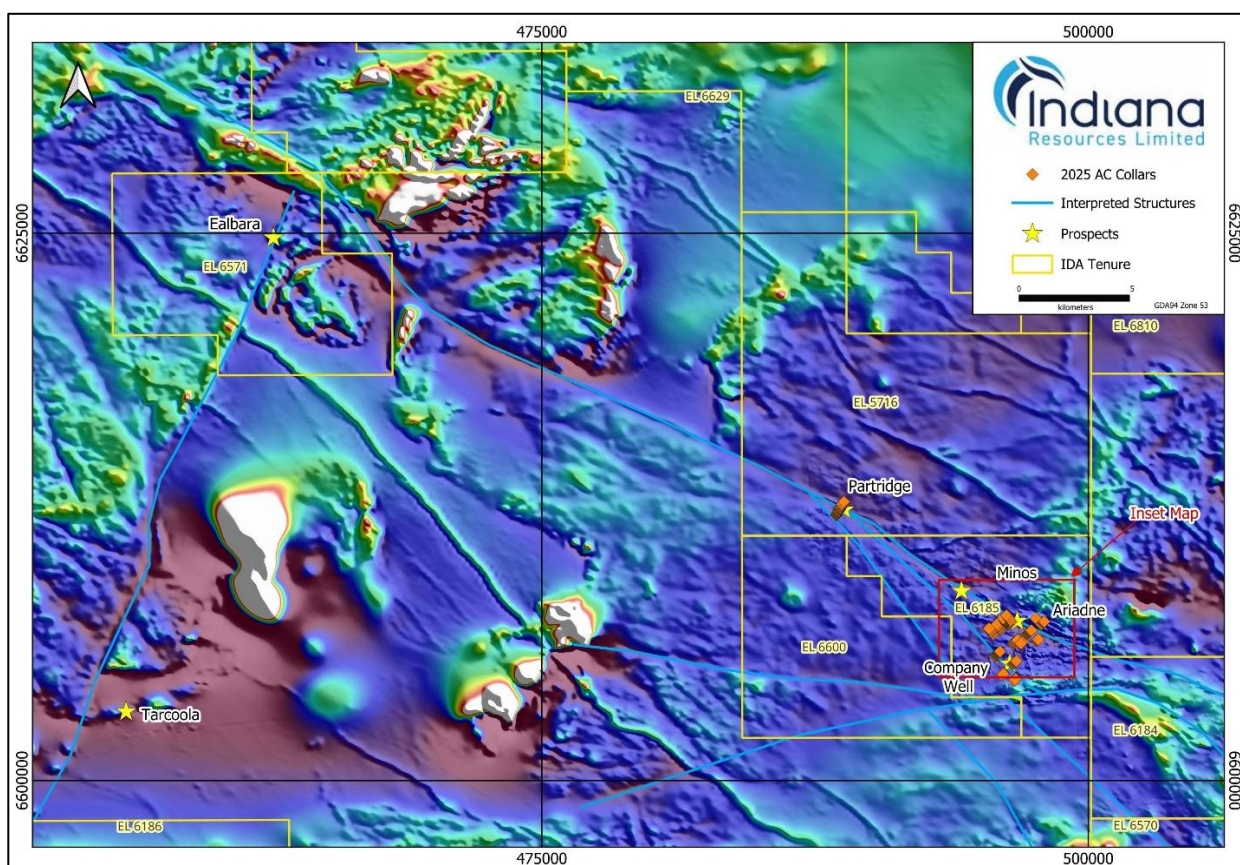 475000
500000
Indiana
Resources Limited
2025 AC Collars
Interpreted Structures
Prospects
IDA Tenure
0
5
kilometers
GDA94 Zone 53
EL 6629
6625000
6625000
Ealbara
EL 6571
EL 6810
EL 5716
Partridge
Inset Map
Minos
EL 6185
Ariadne
EL 6600
Company
Well
Tarcoola
EL 6184
6600000
6600000
EL 6186
EL 6570
475000
500000